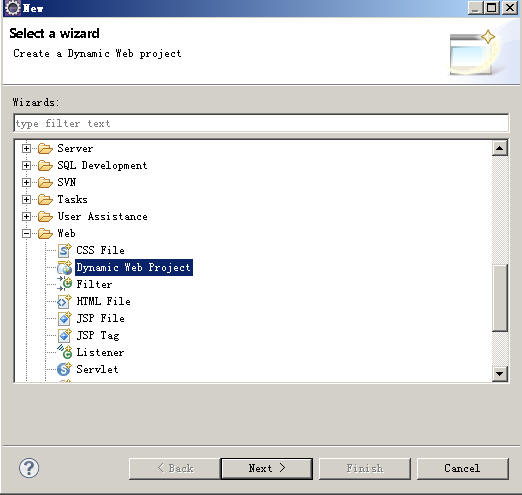 New
Select a wizard
Create a Dynamic Web project
Wizards:
type filter text
Server
SQL Development
SVN
Tasks
User Assistance
Web
CSS File
Dynamic Web Project
Filter
HTML File
JSP File
JSP Tag
Listener
Servlet
< Back Next > Finish Cancel